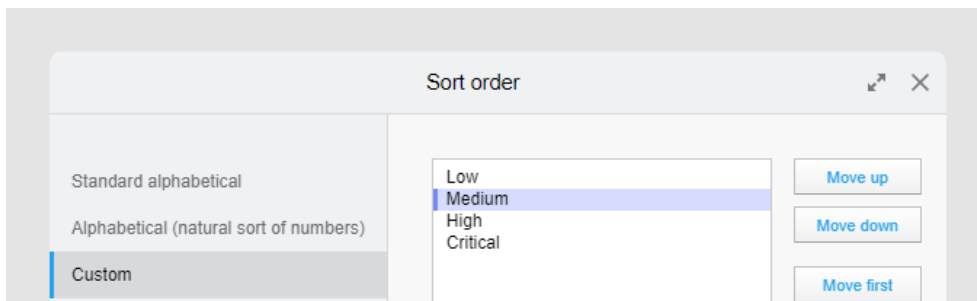 Sort order
Standard alphabetical
Alphabetical (natural sort of numbers)
Custom
Low
Medium
High
Critical
Move up
Move down
Move first